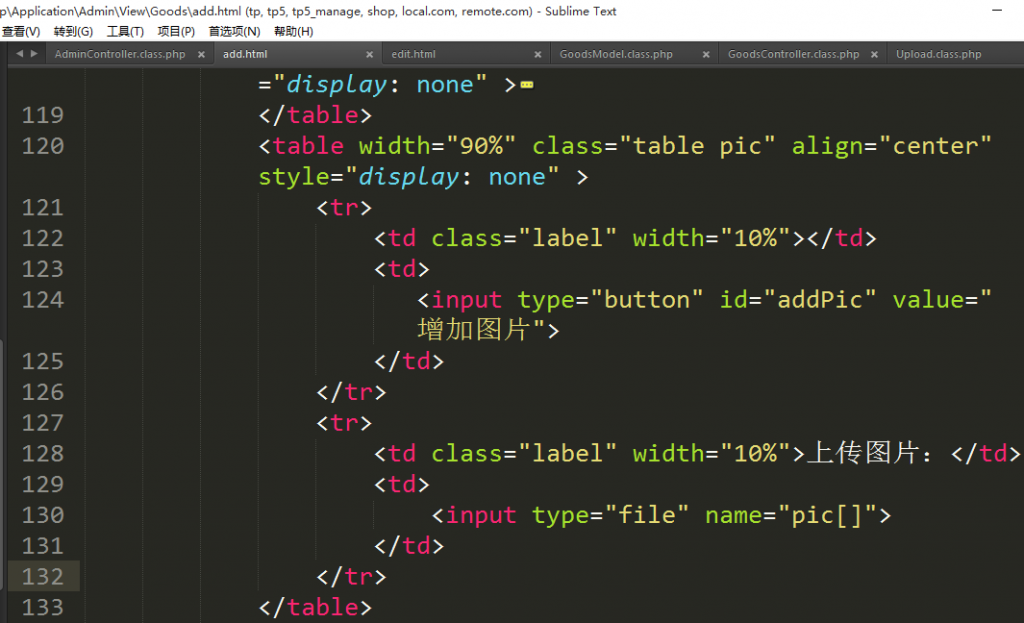 p\Application\Admin\View\Goods\add.html (tp, tp5, tp5_manage, shop, local.com, remote.com) - Sublime Text
查看(V) 转到(G) 工具(T) 项目(P) 首选项(N) 帮助(H)
AdminController.class.php × add.html × edit.html × GoodsModel.class.php × GoodsController.class.php × Upload.class.php
="display: none" >
119 </table>
120 <table width="90%" class="table pic" align="center"
style="display: none" >
121 <tr>
122 <td class="label" width="10%"></td>
123 <td>
124 <input type="button" id="addPic" value="
增加图片">
125 </td>
126 </tr>
127 <tr>
128 <td class="label" width="10%">上传图片：</td>
129 <td>
130 <input type="file" name="pic[]">
131 </td>
132 </tr>
133 </table>